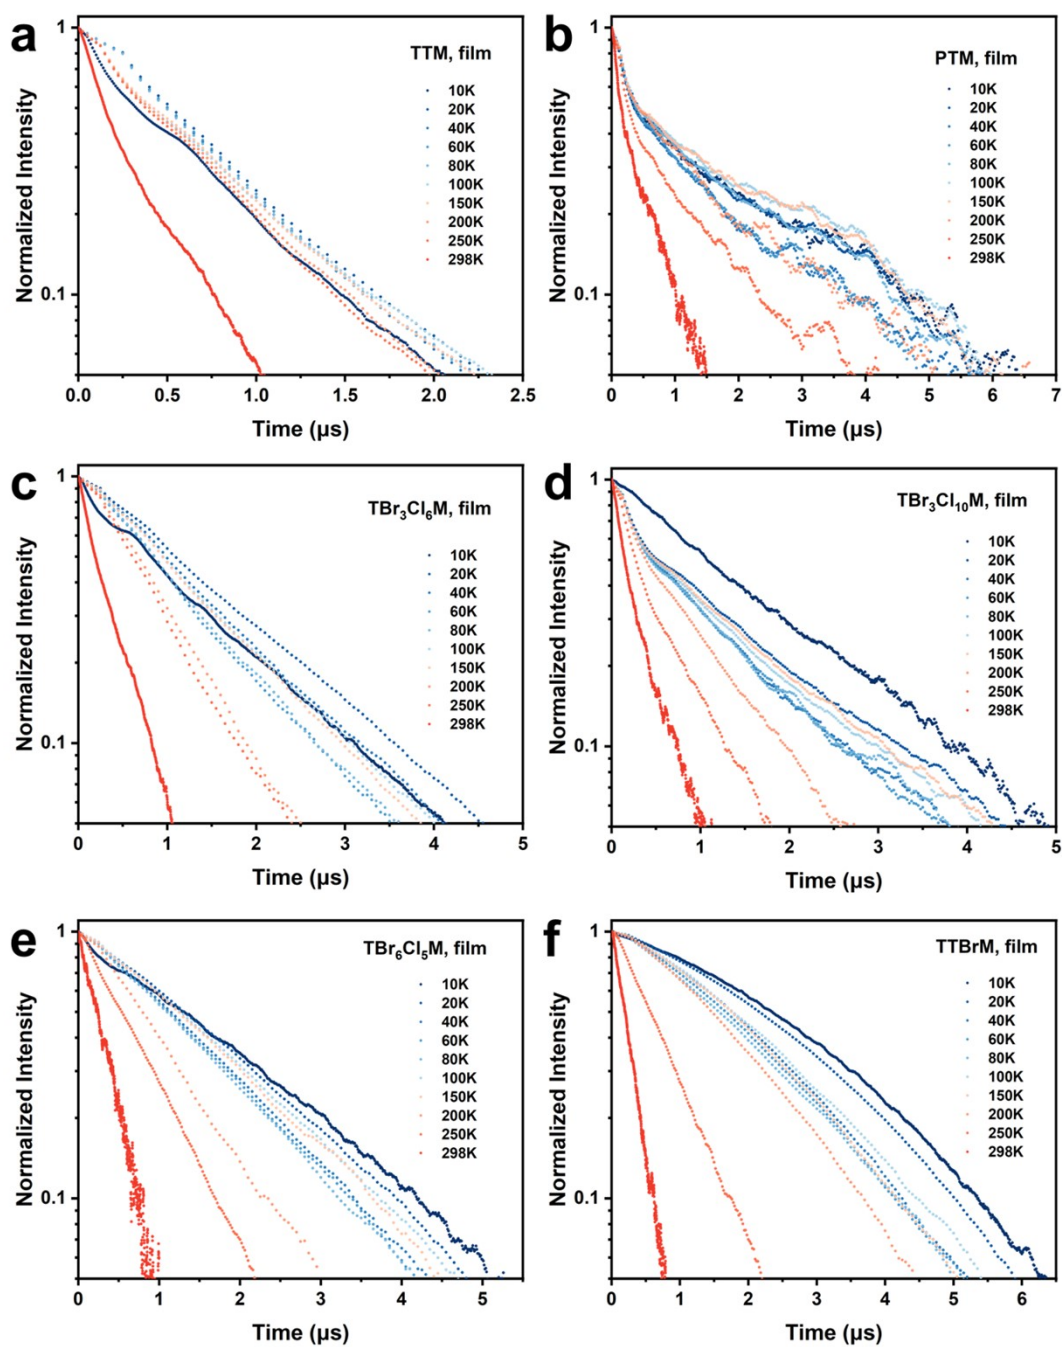 a
TTM, film
10K
20K
40K
60K
80K
100K
150K
200K
250K
298K
1
0.1
Normalized Intensity
0.0
0.5
1.0
1.5
2.0
2.5
Time (µs)
b
PTM, film
10K
20K
40K
60K
80K
100K
150K
200K
250K
298K
1
0.1
Normalized Intensity
0
1
2
3
4
5
6
7
Time (µs)
c
TBr₃Cl₆M, film
10K
20K
40K
60K
80K
100K
150K
200K
250K
298K
1
0.1
Normalized Intensity
0
1
2
3
4
5
Time (µs)
d
TBr₃Cl₁₀M, film
10K
20K
40K
60K
80K
100K
150K
200K
250K
298K
1
0.1
Normalized Intensity
0
1
2
3
4
5
Time (µs)
e
TBr₆Cl₅M, film
10K
20K
40K
60K
80K
100K
150K
200K
250K
298K
1
0.1
Normalized Intensity
0
1
2
3
4
5
Time (µs)
f
TTBrM, film
10K
20K
40K
60K
80K
100K
150K
200K
250K
298K
1
0.1
Normalized Intensity
0
1
2
3
4
5
6
Time (µs)